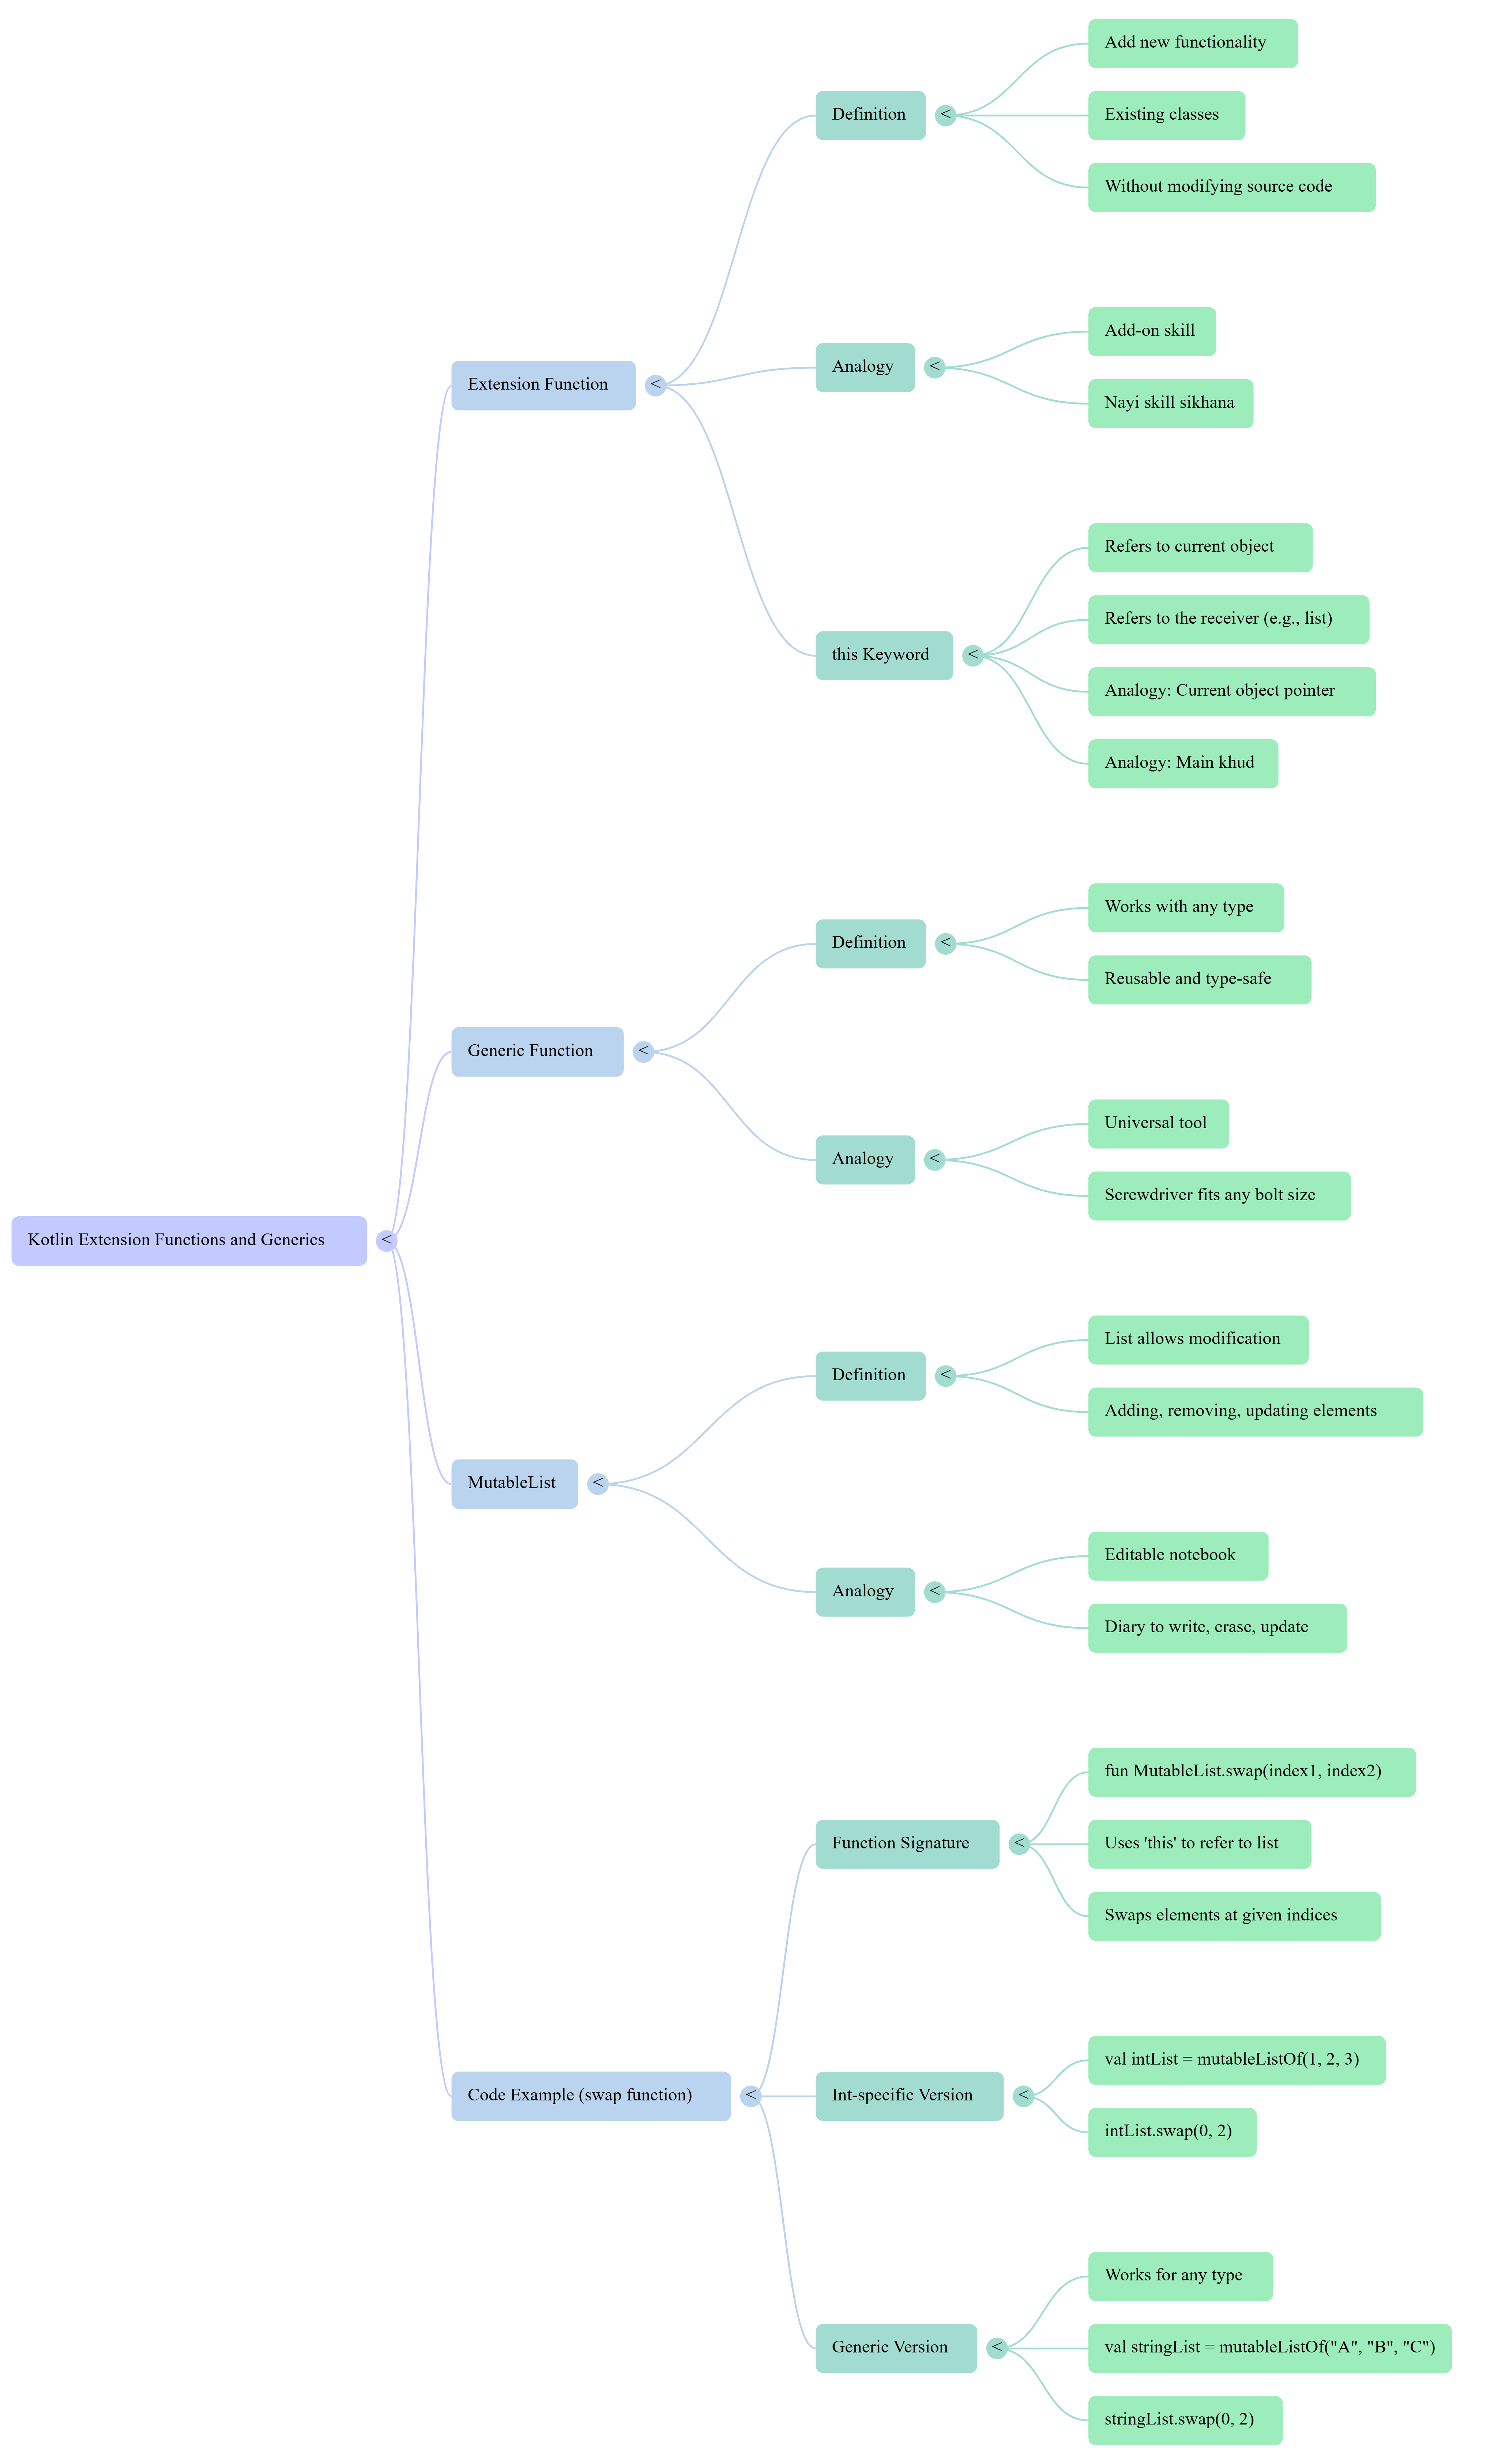 Kotlin Extension Functions and Generics
<
Extension Function
<
Definition
<
Add new functionality
Existing classes
Without modifying source code
Analogy
<
Add-on skill
Nayi skill sikhana
this Keyword
<
Refers to current object
Refers to the receiver (e.g., list)
Analogy: Current object pointer
Analogy: Main khud
Generic Function
<
Definition
<
Works with any type
Reusable and type-safe
Analogy
<
Universal tool
Screwdriver fits any bolt size
MutableList
<
Definition
<
List allows modification
Adding, removing, updating elements
Analogy
<
Editable notebook
Diary to write, erase, update
Code Example (swap function)
<
Function Signature
<
fun MutableList.swap(index1, index2)
Uses 'this' to refer to list
Swaps elements at given indices
Int-specific Version
<
val intList = mutableListOf(1, 2, 3)
intList.swap(0, 2)
Generic Version
<
Works for any type
val stringList = mutableListOf("A", "B", "C")
stringList.swap(0, 2)